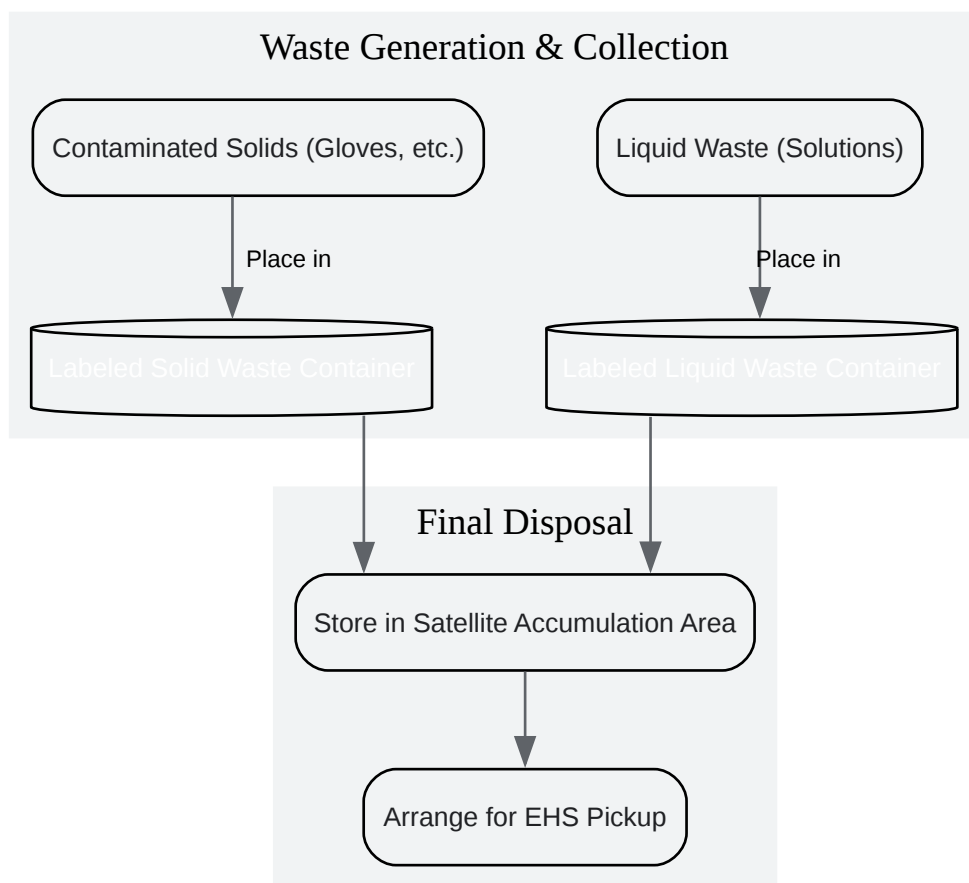 Waste Generation & Collection
Contaminated Solids (Gloves, etc.)
Liquid Waste (Solutions)
Place in
Place in
Labeled Solid Waste Container
Labeled Liquid Waste Container
Final Disposal
Store in Satellite Accumulation Area
Arrange for EHS Pickup